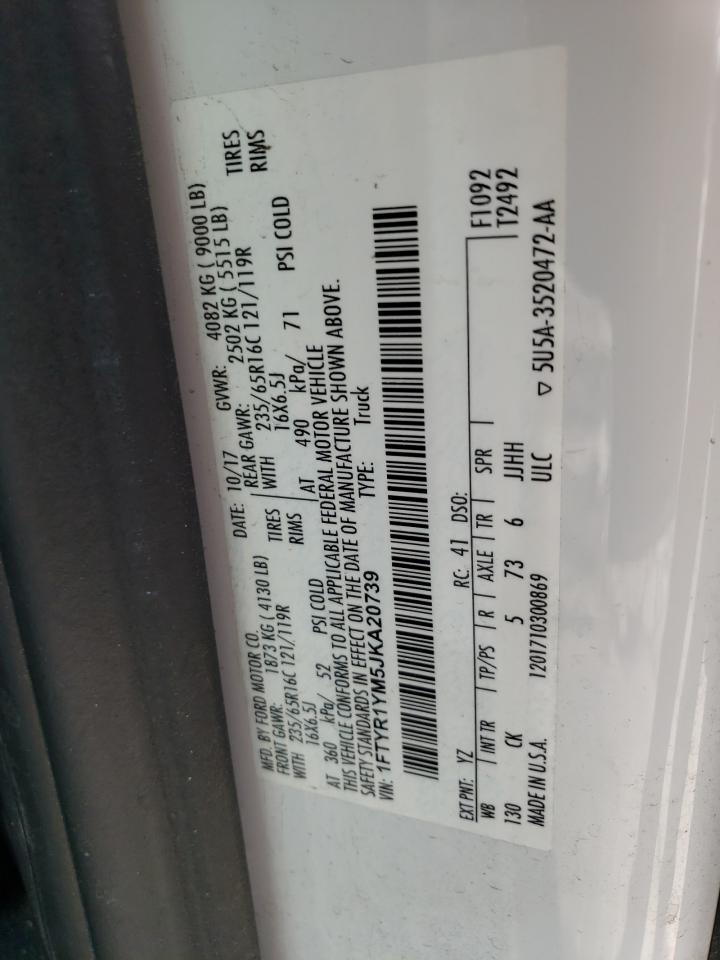 MFD. BY FORD MOTOR CO. DATE: 10/17 GVWR: 4082 KG ( 9000 LB)
FRONT GAWR: 1873 KG ( 4130 LB) REAR GAWR: 2502 KG ( 5515 LB)
WITH 235/65R16C 121/119R TIRES WITH 235/65R16C 121/119R TIRES
16X6.5J RIMS 16X6.5J RIMS
AT 360 kPa/ 52 PSI COLD AT 490 kPa/ 71 PSI COLD
THIS VEHICLE CONFORMS TO ALL APPLICABLE FEDERAL MOTOR VEHICLE
SAFETY STANDARDS IN EFFECT ON THE DATE OF MANUFACTURE SHOWN ABOVE.
VIN: 1FTYR1YM5JKA20739 TYPE: Truck
EXT PNT: YZ RC: 41 DSO:
WB | INT TR | TP/PS | R | AXLE | TR | SPR F1092
130 CK 5 73 6 JJHH T2492
MADE IN U.S.A. 1201710300869 ULC ▽ 5U5A-3520472-AA